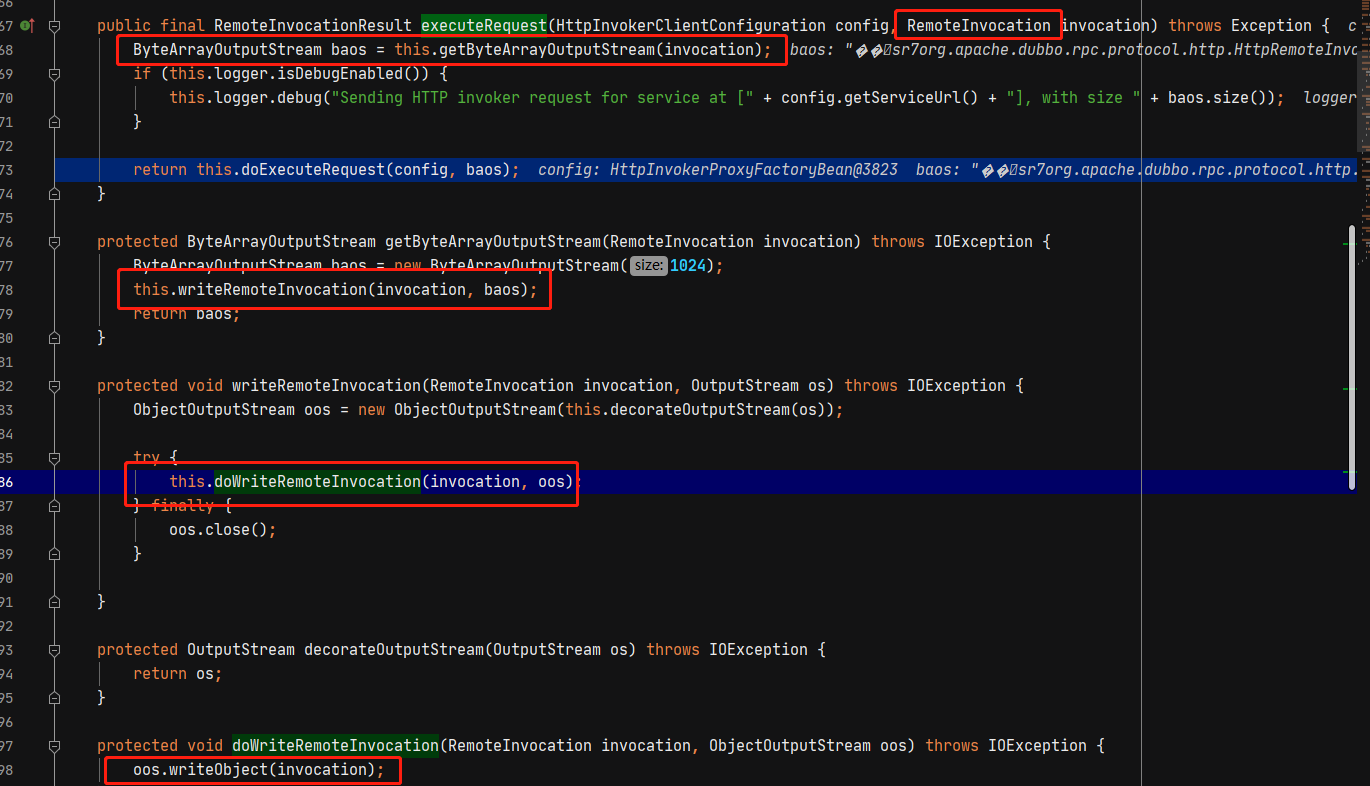 66
67 public final RemoteInvocationResult executeRequest(HttpInvokerClientConfiguration config, RemoteInvocation invocation) throws Exception { c
68 ByteArrayOutputStream baos = this.getByteArrayOutputStream(invocation); baos: "��sr7org.apache.dubbo.rpc.protocol.http.HttpRemoteInvo
69 if (this.logger.isDebugEnabled()) {
70 this.logger.debug("Sending HTTP invoker request for service at [" + config.getServiceUrl() + "], with size " + baos.size()); logger
71 }
72
73 return this.doExecuteRequest(config, baos); config: HttpInvokerProxyFactoryBean@3823 baos: "��sr7org.apache.dubbo.rpc.protocol.http.
74 }
75
76 protected ByteArrayOutputStream getByteArrayOutputStream(RemoteInvocation invocation) throws IOException {
77 ByteArrayOutputStream baos = new ByteArrayOutputStream( size: 1024);
78 this.writeRemoteInvocation(invocation, baos);
79 return baos;
80 }
81
82 protected void writeRemoteInvocation(RemoteInvocation invocation, OutputStream os) throws IOException {
83 ObjectOutputStream oos = new ObjectOutputStream(this.decorateOutputStream(os));
84
85 try {
86 this.doWriteRemoteInvocation(invocation, oos);
87 } finally {
88 oos.close();
89 }
90
91 }
92
93 protected OutputStream decorateOutputStream(OutputStream os) throws IOException {
94 return os;
95 }
96
97 protected void doWriteRemoteInvocation(RemoteInvocation invocation, ObjectOutputStream oos) throws IOException {
98 oos.writeObject(invocation);